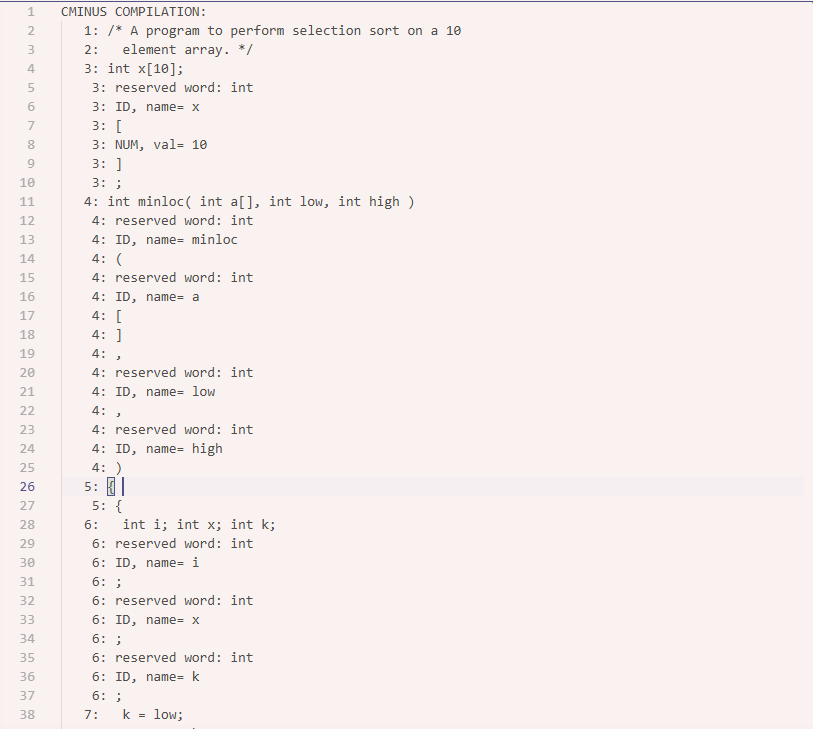 1 CMINUS COMPILATION:
2 1: /* A program to perform selection sort on a 10
3 2: element array. */
4 3: int x[10];
5 3: reserved word: int
6 3: ID, name= x
7 3: [
8 3: NUM, val= 10
9 3: ]
10 3: ;
11 4: int minloc( int a[], int low, int high )
12 4: reserved word: int
13 4: ID, name= minloc
14 4: (
15 4: reserved word: int
16 4: ID, name= a
17 4: [
18 4: ]
19 4: ,
20 4: reserved word: int
21 4: ID, name= low
22 4: ,
23 4: reserved word: int
24 4: ID, name= high
25 4: )
26 5: {
27 5: {
28 6: int i; int x; int k;
29 6: reserved word: int
30 6: ID, name= i
31 6: ;
32 6: reserved word: int
33 6: ID, name= x
34 6: ;
35 6: reserved word: int
36 6: ID, name= k
37 6: ;
38 7: k = low;